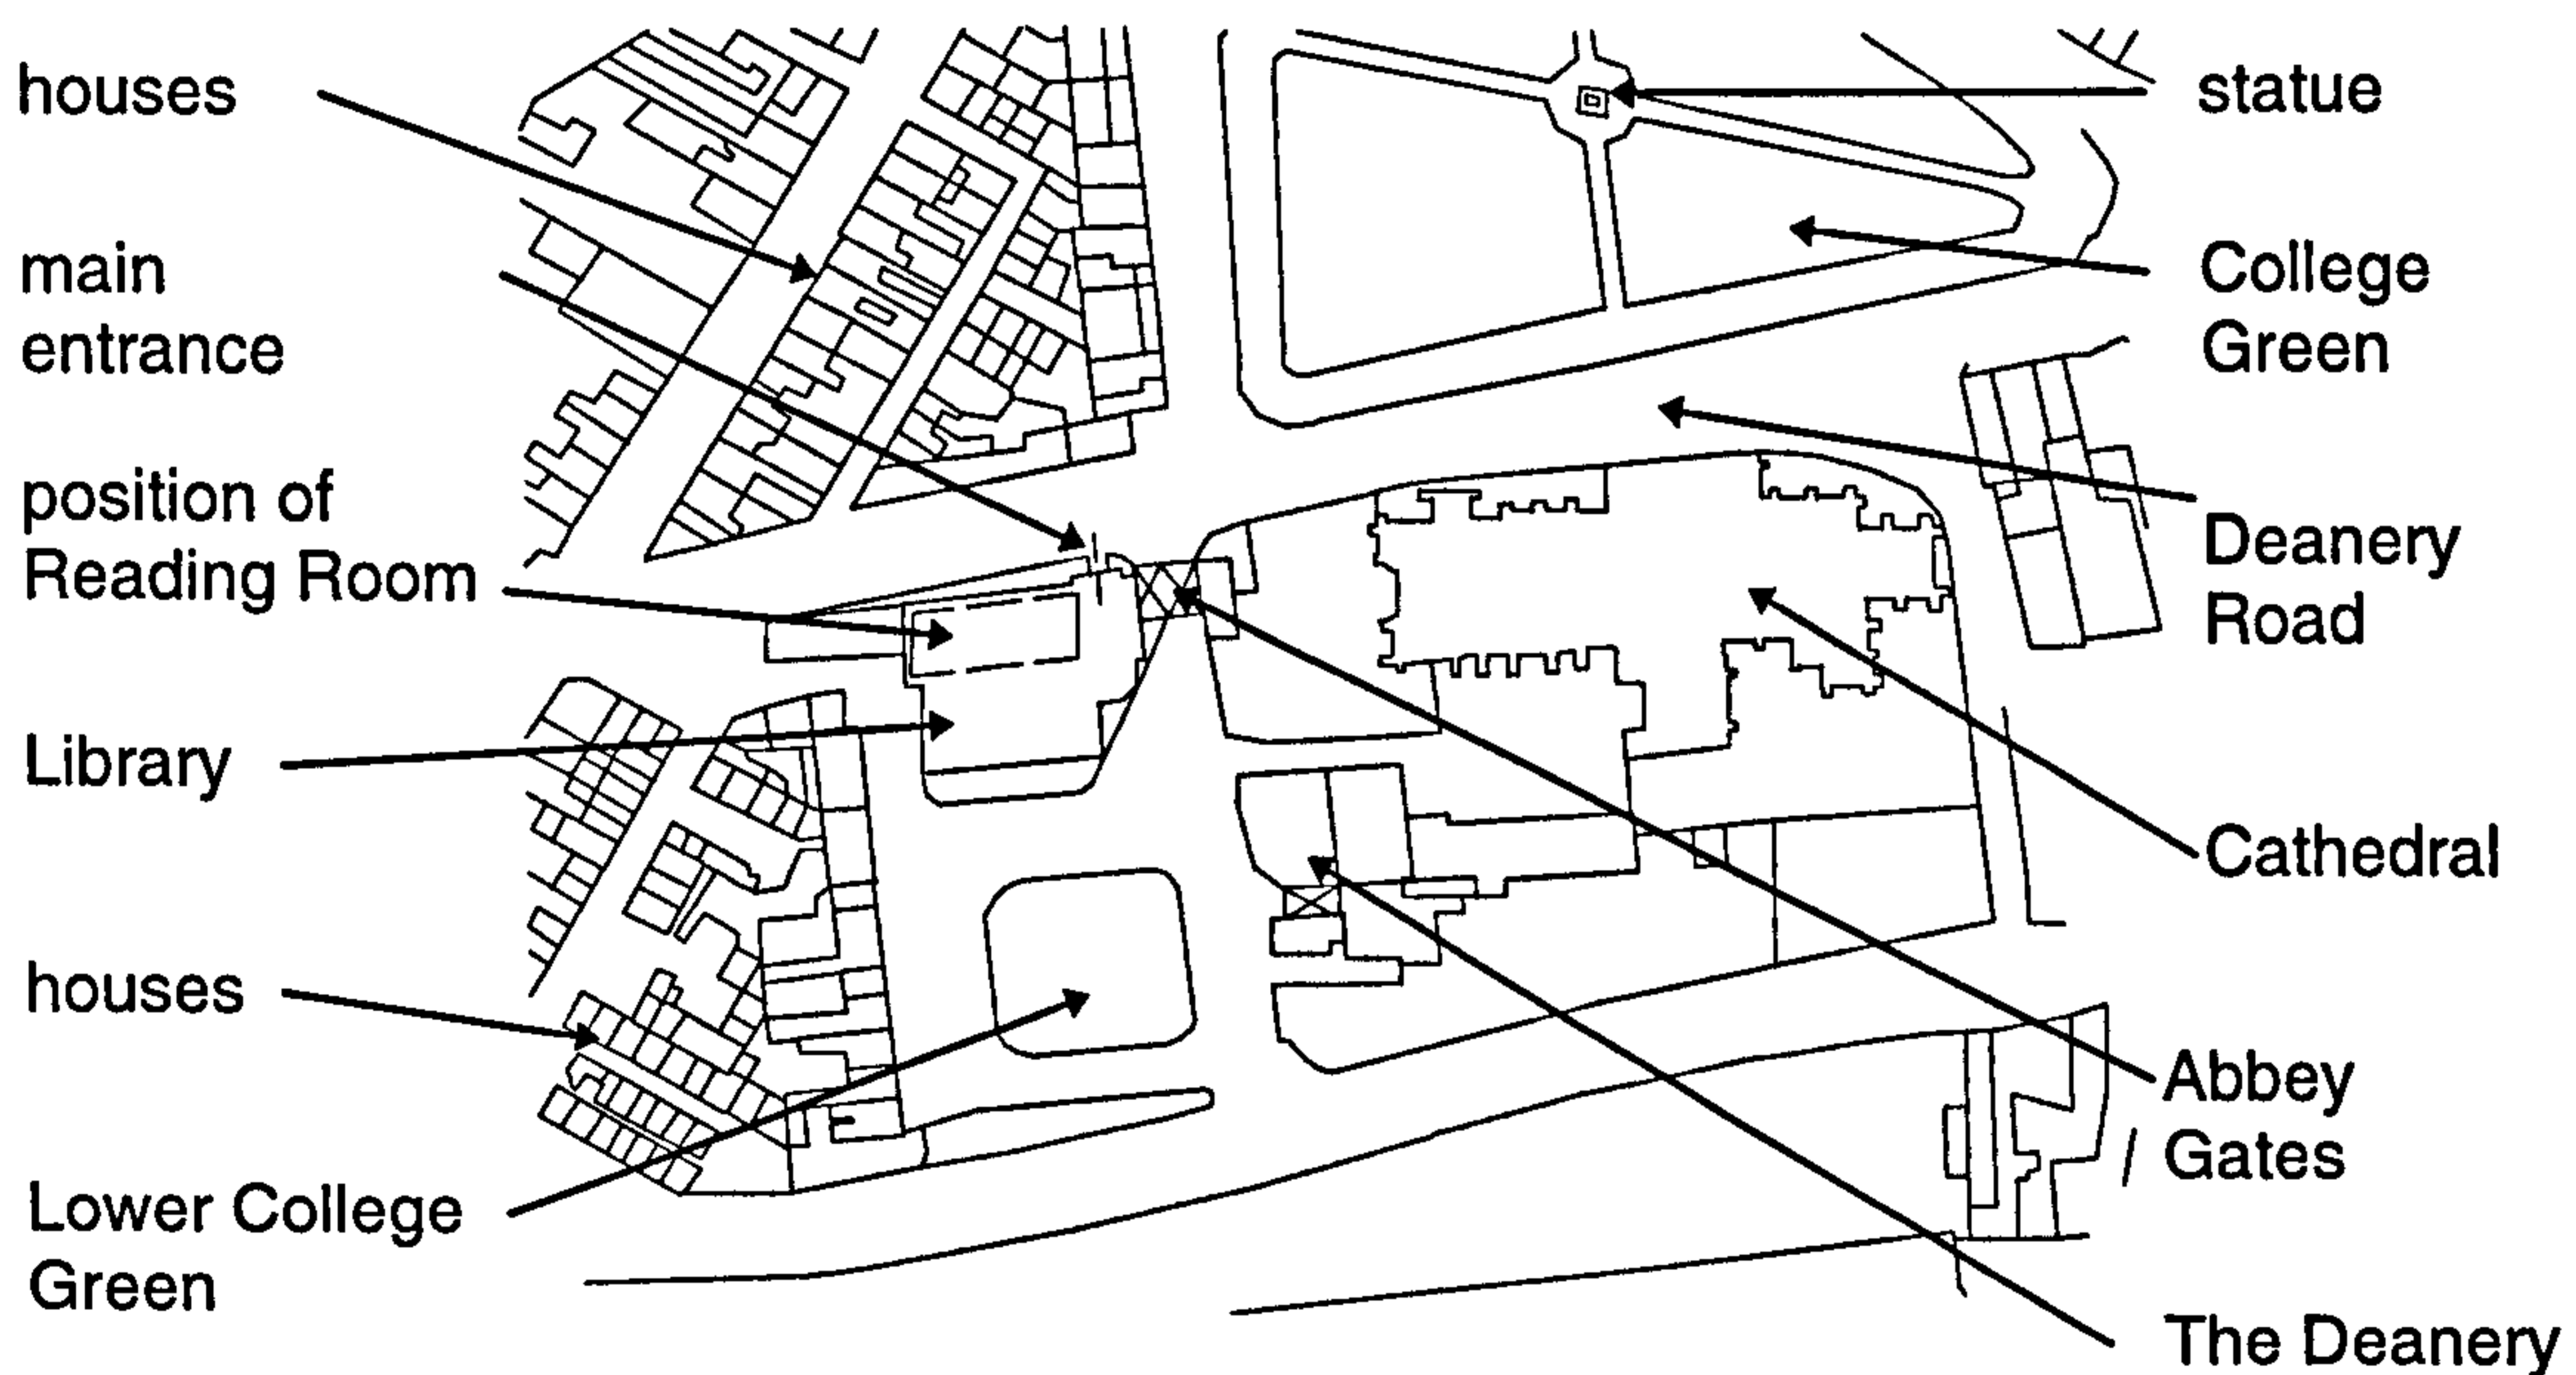 houses
main
entrance
position of
Reading Room
Library
houses
Lower College
Green
statue
College
Green
Deanery
Road
Cathedral
Abbey
Gates
The Deanery